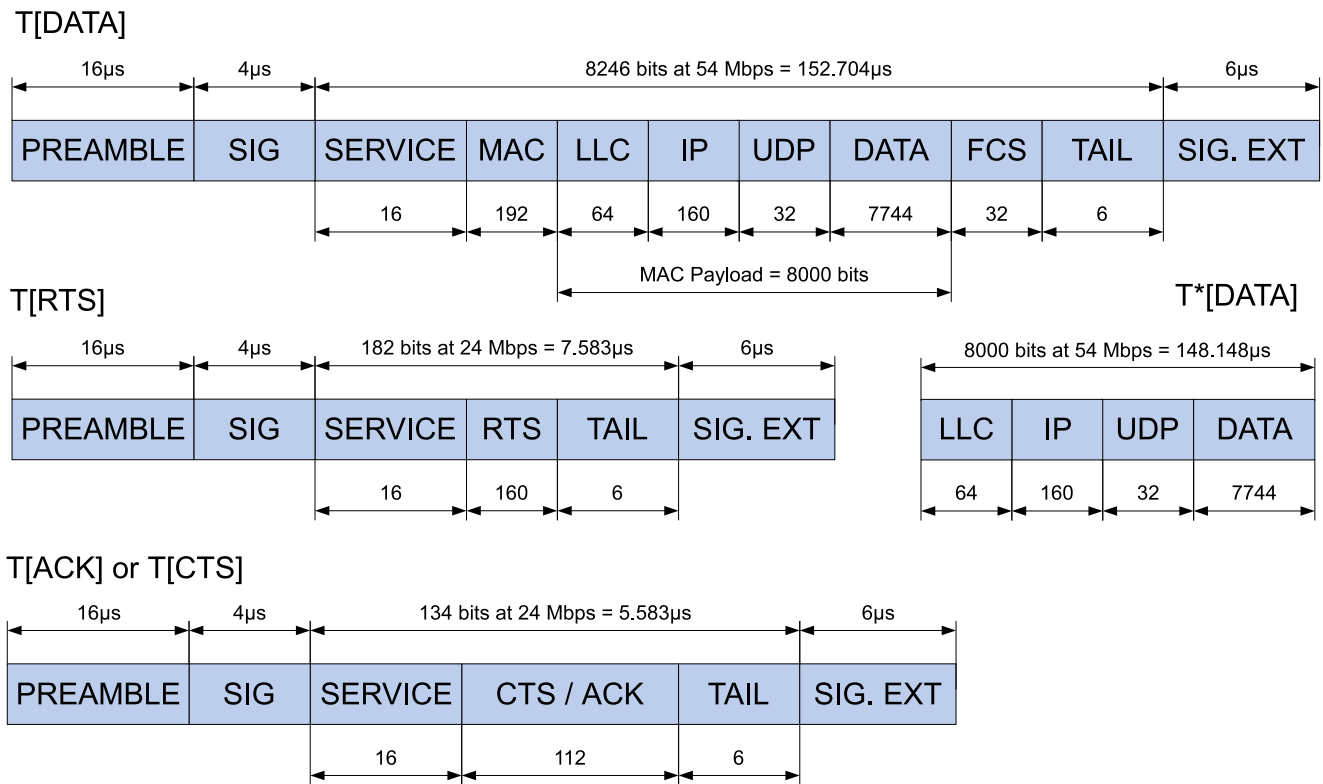 T[DATA]
16µs 4µs 8246 bits at 54 Mbps = 152.704µs 6µs
PREAMBLE SIG SERVICE MAC LLC IP UDP DATA FCS TAIL SIG. EXT
16 192 64 160 32 7744 32 6
MAC Payload = 8000 bits
T[RTS]
T*[DATA]
16µs 4µs 182 bits at 24 Mbps = 7.583µs 6µs
8000 bits at 54 Mbps = 148.148µs
PREAMBLE SIG SERVICE RTS TAIL SIG. EXT
LLC IP UDP DATA
16 160 6
64 160 32 7744
T[ACK] or T[CTS]
16µs 4µs 134 bits at 24 Mbps = 5.583µs 6µs
PREAMBLE SIG SERVICE CTS / ACK TAIL SIG. EXT
16 112 6